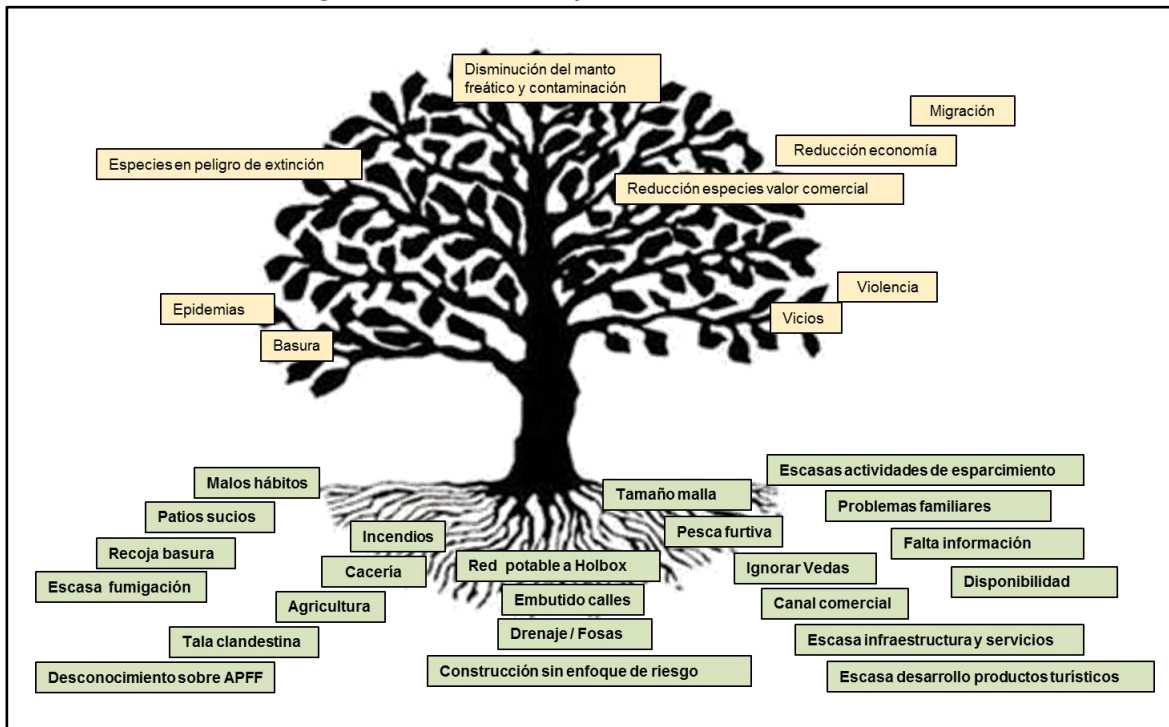 Disminución del manto
freático y contaminación
Migración
Reducción economía
Especies en peligro de extinción
Reducción especies valor comercial
Violencia
Epidemias
Vicios
Basura
Escasas actividades de esparcimiento
Malos hábitos
Tamaño malla
Problemas familiares
Patios sucios
Pesca furtiva
Incendios
Falta información
Recoja basura
Red potable a Holbox
Ignorar Vedas
Cacería
Disponibilidad
Escasa fumigación
Embutido calles
Canal comercial
Agricultura
Drenaje / Fosas
Escasa infraestructura y servicios
Tala clandestina
Construcción sin enfoque de riesgo
Escasa desarrollo productos turísticos
Desconocimiento sobre APFF